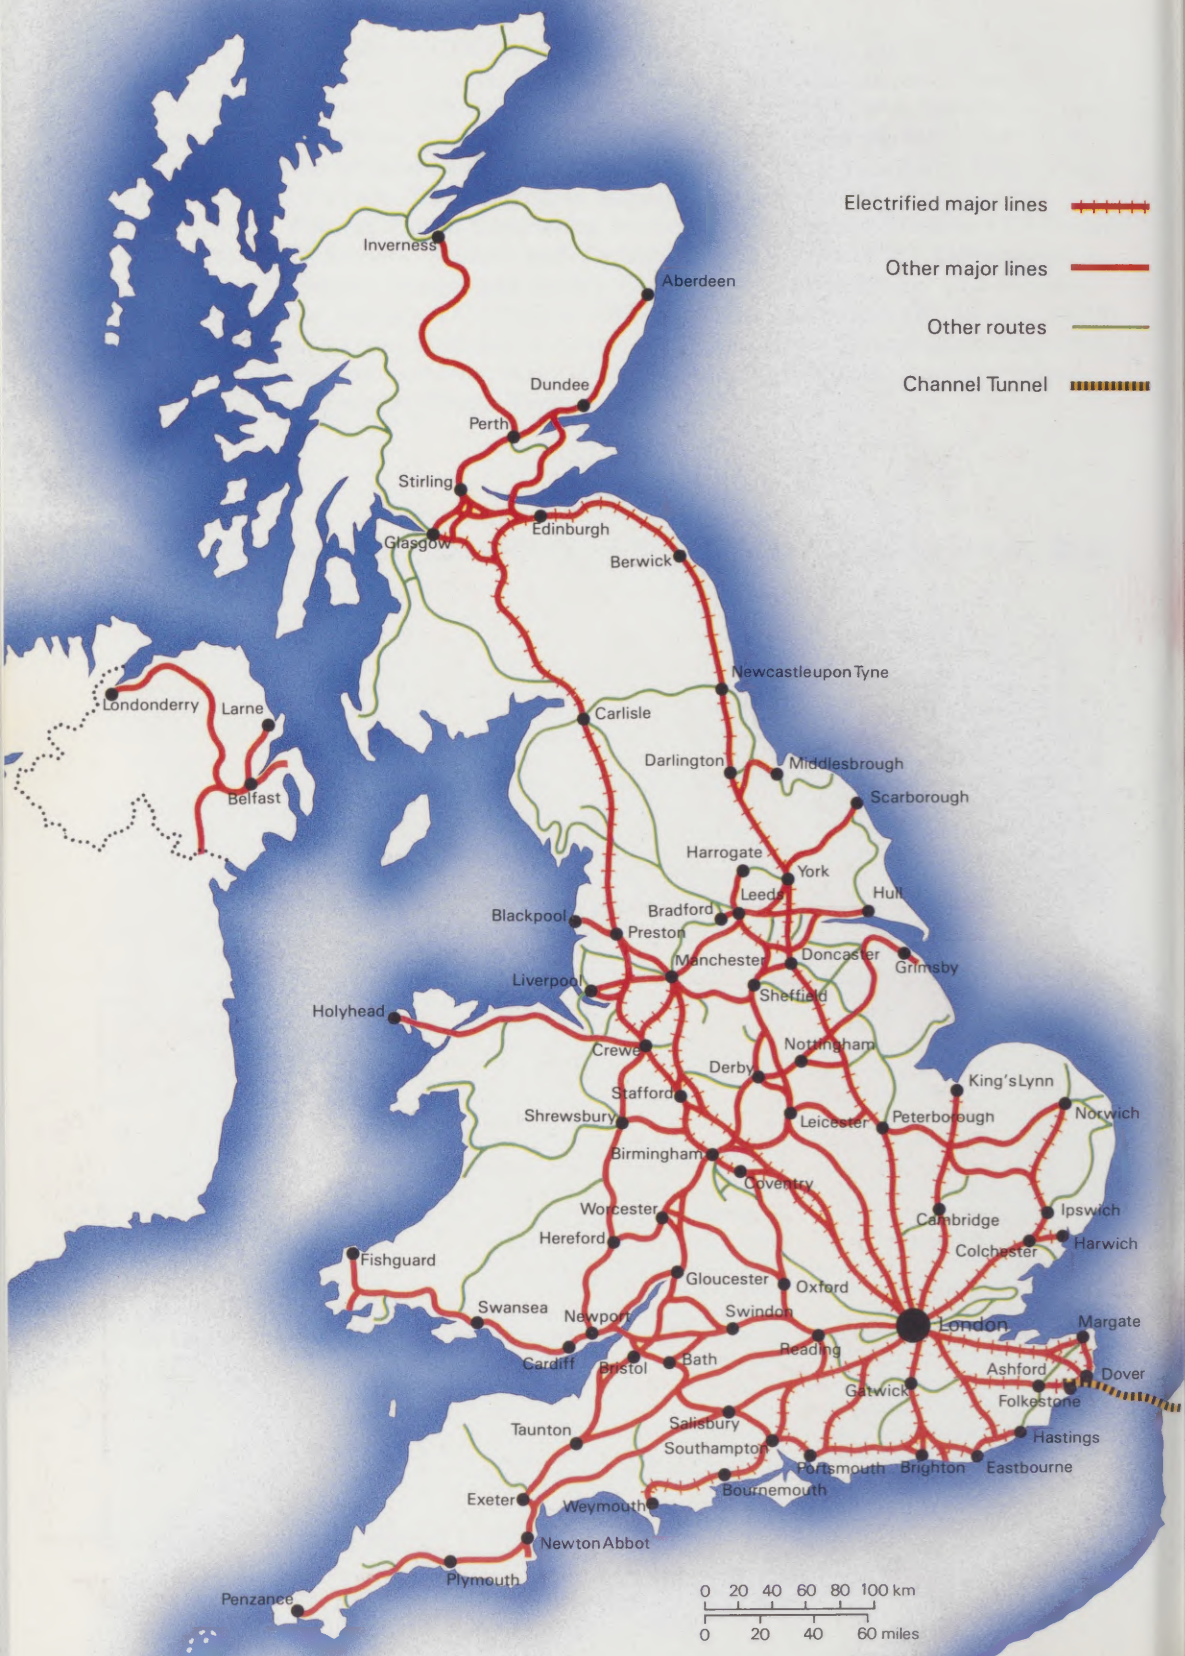 Electrified major lines
Other major lines
Other routes
Channel Tunnel
Inverness
Aberdeen
Dundee
Perth
Stirling
Edinburgh
Glasgow
Berwick
Newcastle upon Tyne
Londonderry
Larne
Carlisle
Belfast
Darlington
Middlesbrough
Scarborough
Harrogate
York
Leeds
Hull
Bradford
Blackpool
Preston
Manchester
Doncaster
Grimsby
Liverpool
Sheffield
Holyhead
Crewe
Nottingham
Derby
King's Lynn
Stafford
Shrewsbury
Leicester
Peterborough
Norwich
Birmingham
Coventry
Worcester
Cambridge
Ipswich
Hereford
Colchester
Harwich
Fishguard
Gloucester
Oxford
Swansea
Newport
Swindon
London
Margate
Cardiff
Bristol
Bath
Reading
Ashford
Dover
Gatwick
Folkestone
Taunton
Salisbury
Southampton
Hastings
Portsmouth
Brighton
Eastbourne
Exeter
Weymouth
Bournemouth
Newton Abbot
Plymouth
Penzance
0 20 40 60 80 100 km
0 20 40 60 miles